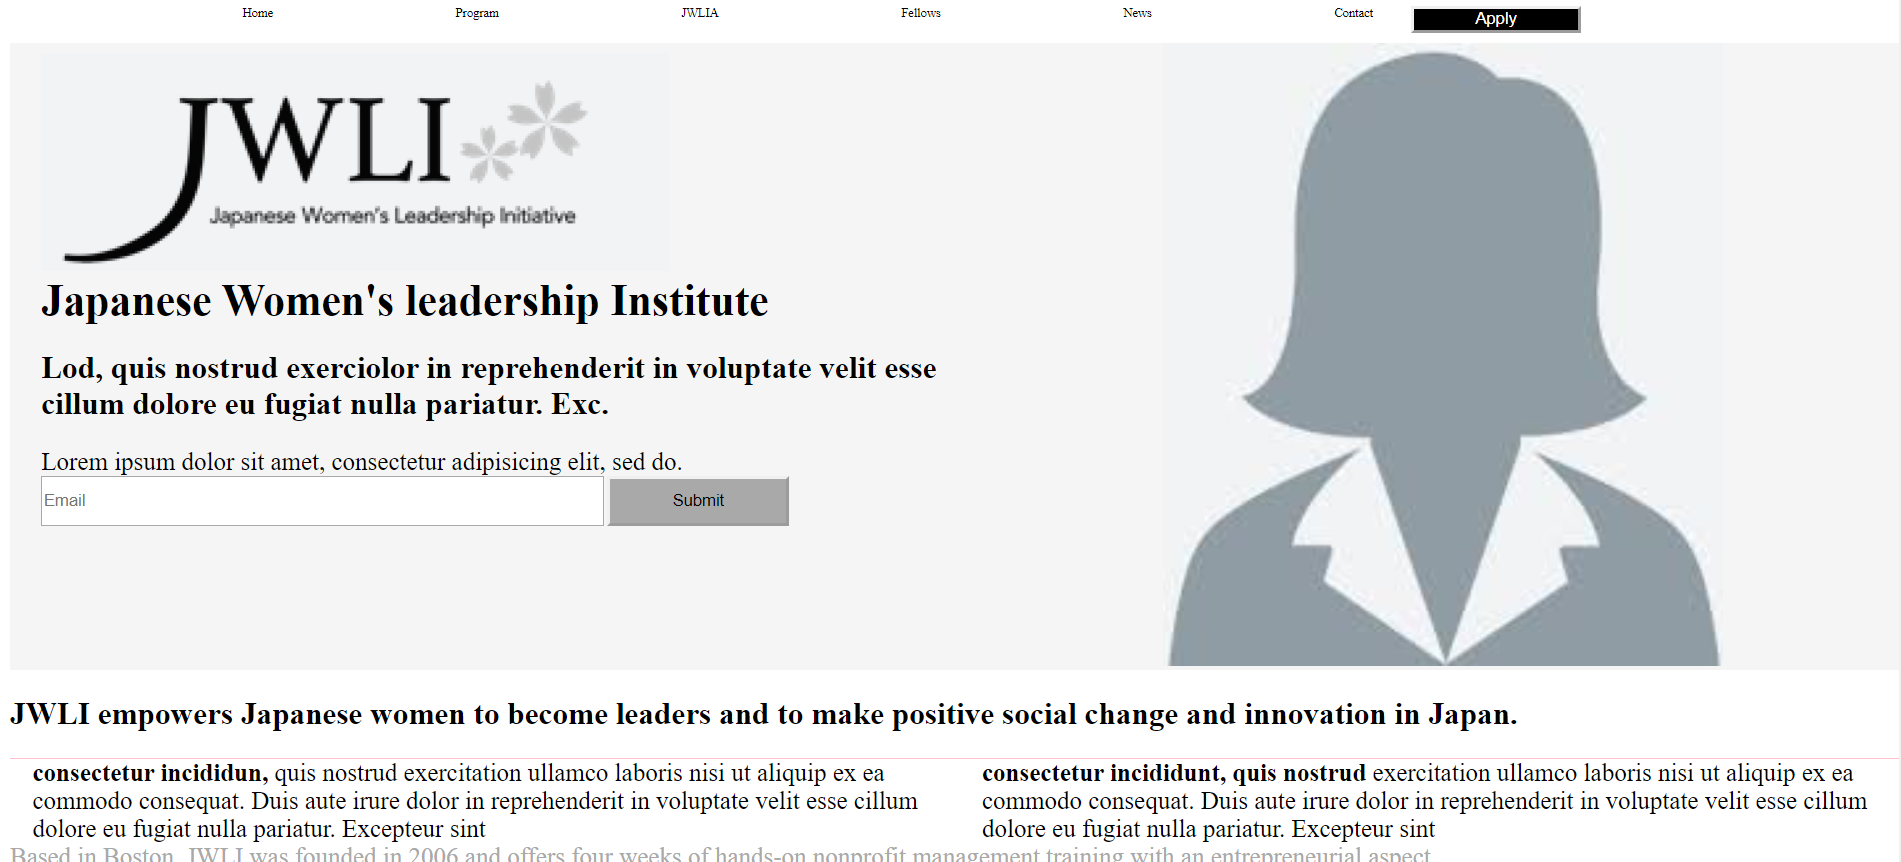 Home Program JWLIA Fellows News Contact Apply
JWLI
Japanese Women's Leadership Initiative
Japanese Women's leadership Institute
Lod, quis nostrud exerciolor in reprehenderit in voluptate velit esse
cillum dolore eu fugiat nulla pariatur. Exc.
Lorem ipsum dolor sit amet, consectetur adipisicing elit, sed do.
Email Submit
JWLI empowers Japanese women to become leaders and to make positive social change and innovation in Japan.
consectetur incididun, quis nostrud exercitation ullamco laboris nisi ut aliquip ex ea
commodo consequat. Duis aute irure dolor in reprehenderit in voluptate velit esse cillum
dolore eu fugiat nulla pariatur. Excepteur sint
consectetur incididunt, quis nostrud exercitation ullamco laboris nisi ut aliquip ex ea
commodo consequat. Duis aute irure dolor in reprehenderit in voluptate velit esse cillum
dolore eu fugiat nulla pariatur. Excepteur sint
Based in Boston, JWLI was founded in 2006 and offers four weeks of hands-on nonprofit management training with an entrepreneurial aspect